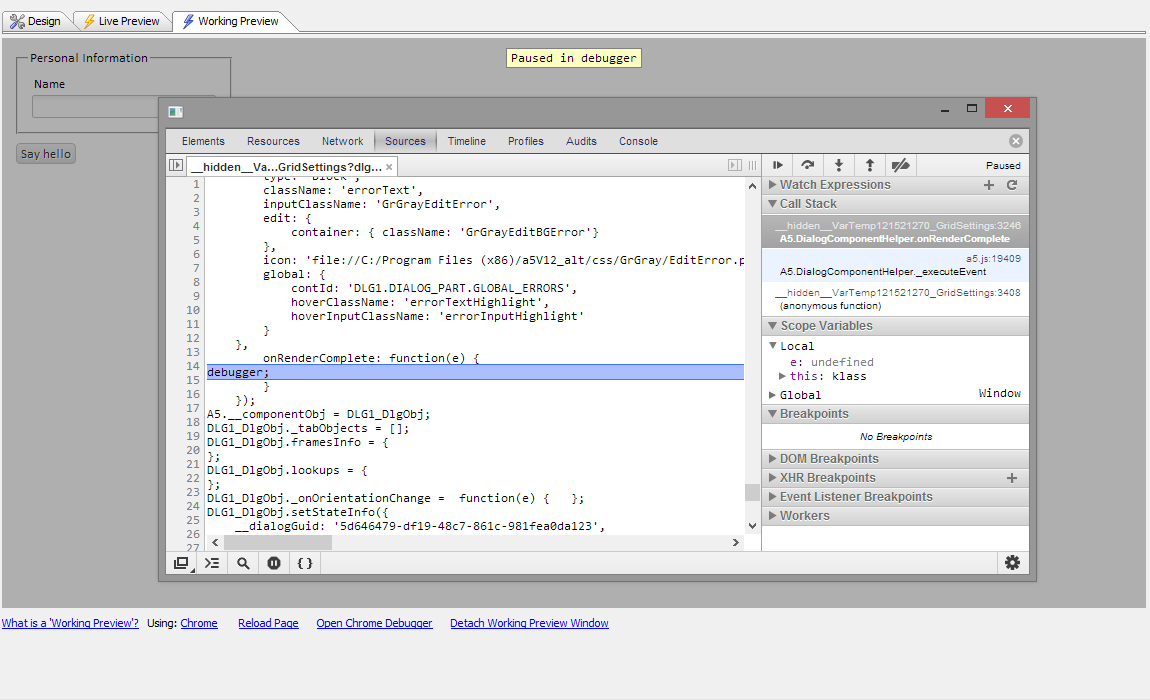 Design Live Preview Working Preview
Personal Information
Paused in debugger
Name
Say hello
Elements Resources Network Sources Timeline Profiles Audits Console
__hidden__Va...GridSettings?dlg... ×
Paused
1
2
3
4
5
6
7
8
9
10
11
12
13
14
15
16
17
18
19
20
21
22
23
24
25
26
27
className: 'errorText',
inputClassName: 'GrGrayEditError',
edit: {
container: { className: 'GrGrayEditBGError'}
},
icon: 'file://C:/Program Files (x86)/a5V12_alt/css/GrGray/EditError.p
global: {
contId: 'DLG1.DIALOG_PART.GLOBAL_ERRORS',
hoverClassName: 'errorTextHighlight',
hoverInputClassName: 'errorInputHighlight'
}
},
onRenderComplete: function(e) {
debugger;
}
});
A5.__componentObj = DLG1_DlgObj;
DLG1_DlgObj._tabObjects = [];
DLG1_DlgObj.framesInfo = {
};
DLG1_DlgObj.lookups = {
};
DLG1_DlgObj._onOrientationChange =  function(e) {   };
DLG1_DlgObj.setStateInfo({
__dialogGuid: '5d646479-df19-48c7-861c-981fea0da123',
Watch Expressions
Call Stack
__hidden__VarTemp121521270_GridSettings:3246
A5.DialogComponentHelper.onRenderComplete
a5.js:19409
A5.DialogComponentHelper._executeEvent
__hidden__VarTemp121521270_GridSettings:3408
(anonymous function)
Scope Variables
Local
e: undefined
this: klass
Global Window
Breakpoints
No Breakpoints
DOM Breakpoints
XHR Breakpoints
Event Listener Breakpoints
Workers
What is a 'Working Preview'? Using: Chrome Reload Page Open Chrome Debugger Detach Working Preview Window